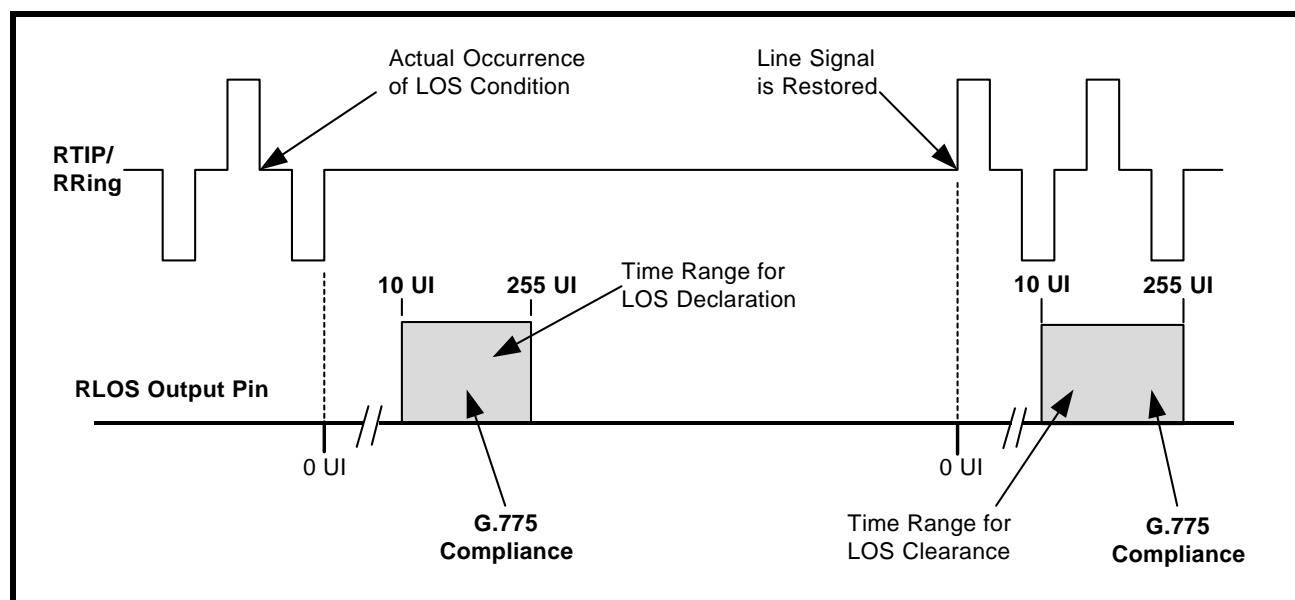 Actual Occurrence
of LOS Condition
Line Signal
is Restored
RTIP/
RRing
10 UI
255 UI
Time Range for
LOS Declaration
10 UI
255 UI
RLOS Output Pin
0 UI
0 UI
G.775
Compliance
Time Range for
LOS Clearance
G.775
Compliance